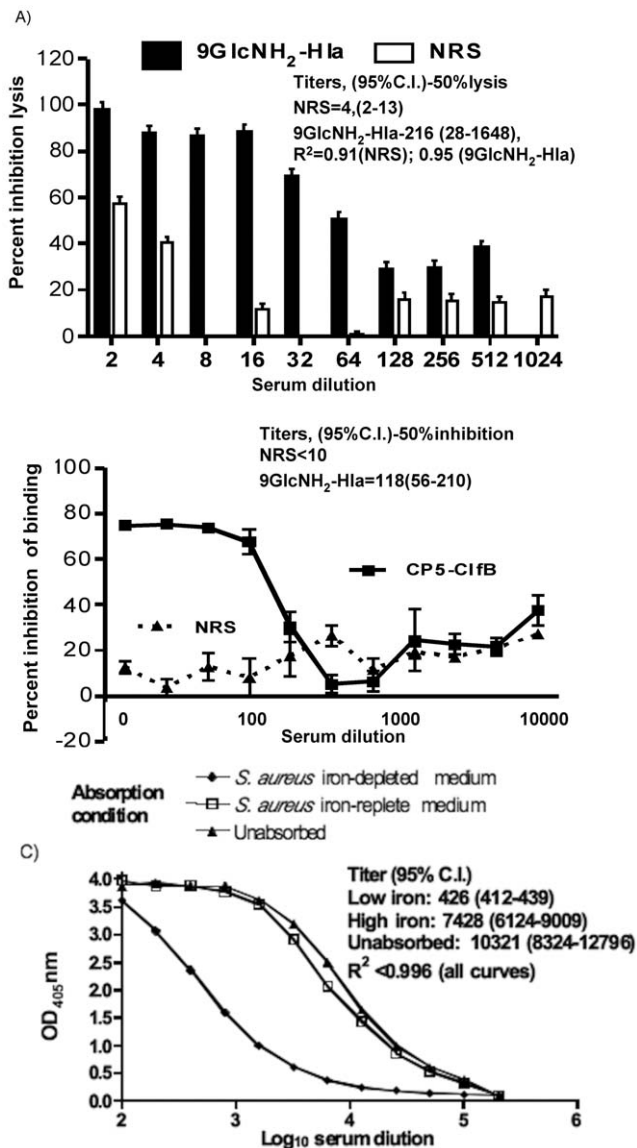 A)
9GlcNH2-Hla NRS
Titers, (95%C.I.)-50%lysis
NRS=4,(2-13)
9GlcNH2-Hla-216 (28-1648),
R2=0.91(NRS); 0.95 (9GlcNH2-Hla)
Percent inhibition lysis
100
80
60
40
20
0
2 4 8 16 32 64 128 256 512 1024
Serum dilution
Titers, (95%C.I.)-50%inhibition
NRS<10
9GlcNH2-Hla=118(56-210)
Percent inhibition of binding
100
80
60
40
20
0
-20
CP5-ClfB
NRS
0 100 1000 10000
Serum dilution
Absorption
condition
S. aureus iron-depleted medium
S. aureus iron-replete medium
Unabsorbed
C)
Titer (95% C.I.)
Low iron: 426 (412-439)
High iron: 7428 (6124-9009)
Unabsorbed: 10321 (8324-12796)
R2 <0.996 (all curves)
OD405nm
4.0
3.5
3.0
2.5
2.0
1.5
1.0
0.5
0.0
2 3 4 5 6
Log10 serum dlution